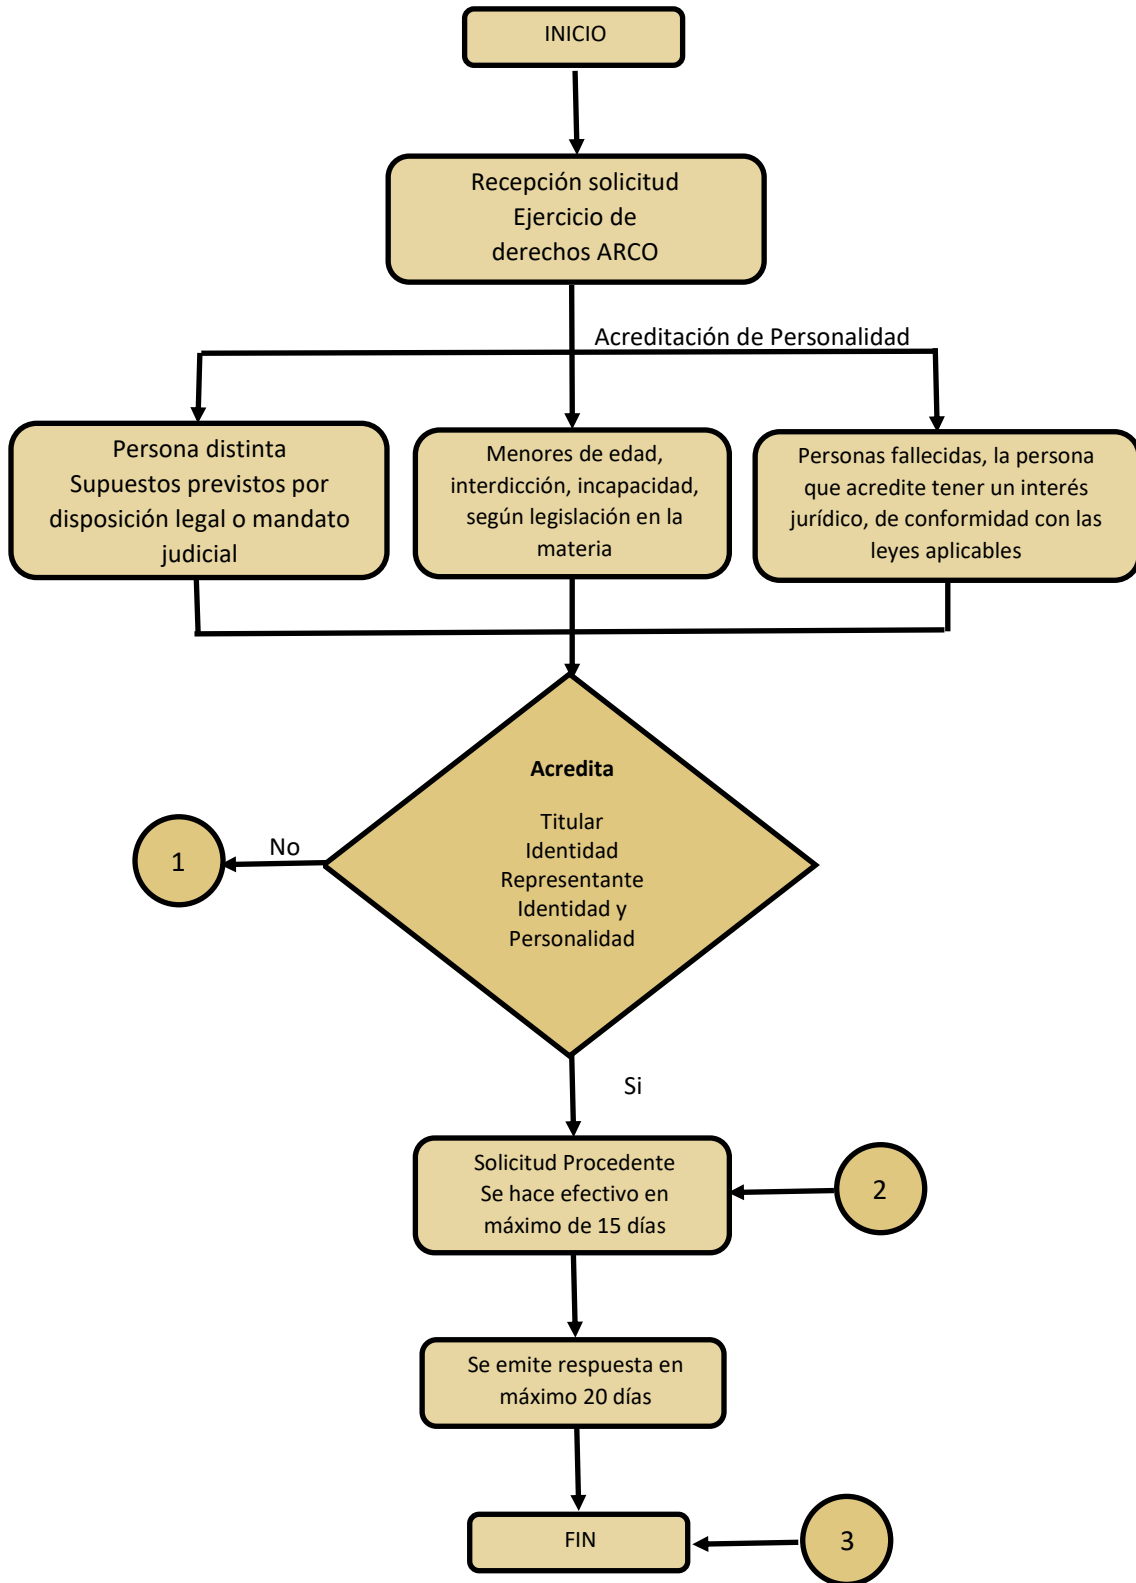 INICIO
Recepción solicitud
Ejercicio de
derechos ARCO
Acreditación de Personalidad
Persona distinta
Supuestos previstos por
disposición legal o mandato
judicial
Menores de edad,
interdicción, incapacidad,
según legislación en la
materia
Personas fallecidas, la persona
que acredite tener un interés
jurídico, de conformidad con las
leyes aplicables
Acredita
Titular
Identidad
Representante
Identidad y
Personalidad
No
1
Si
Solicitud Procedente
Se hace efectivo en
máximo de 15 días
2
Se emite respuesta en
máximo 20 días
FIN
3